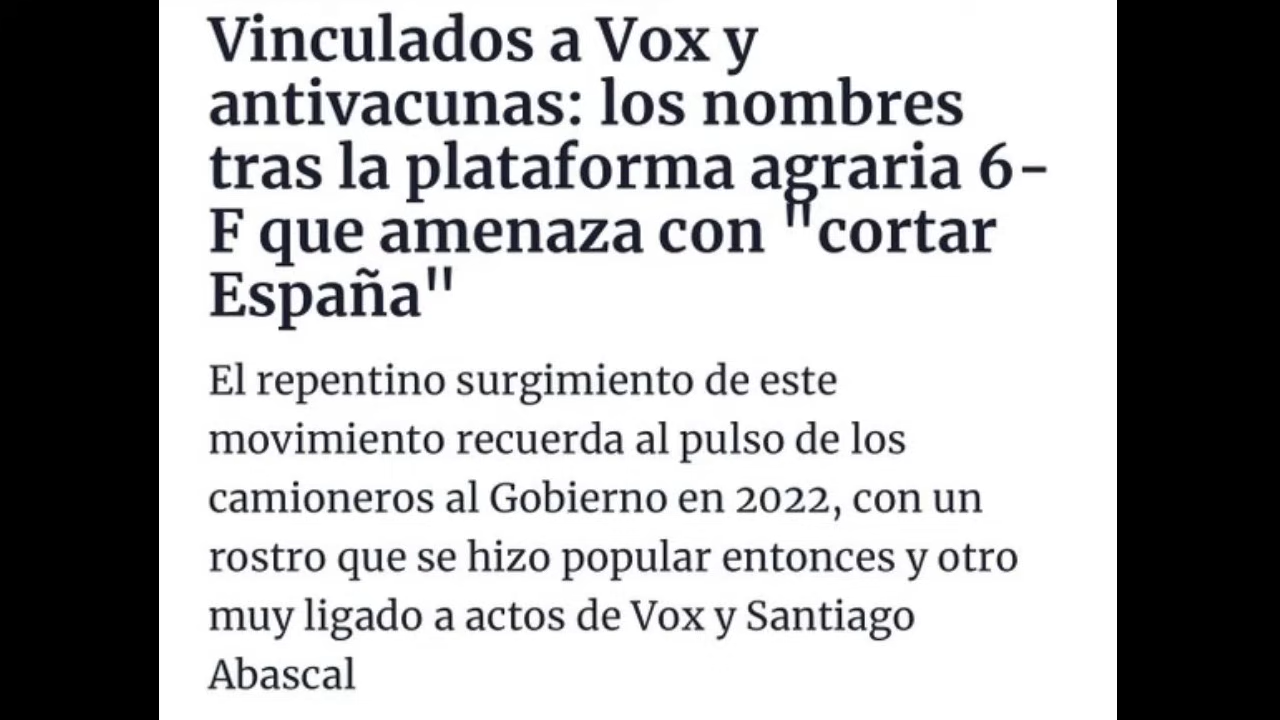 Vinculados a Vox y
antivacunas: los nombres
tras la plataforma agraria 6-
F que amenaza con "cortar
España"
El repentino surgimiento de este
movimiento recuerda al pulso de los
camioneros al Gobierno en 2022, con un
rostro que se hizo popular entonces y otro
muy ligado a actos de Vox y Santiago
Abascal